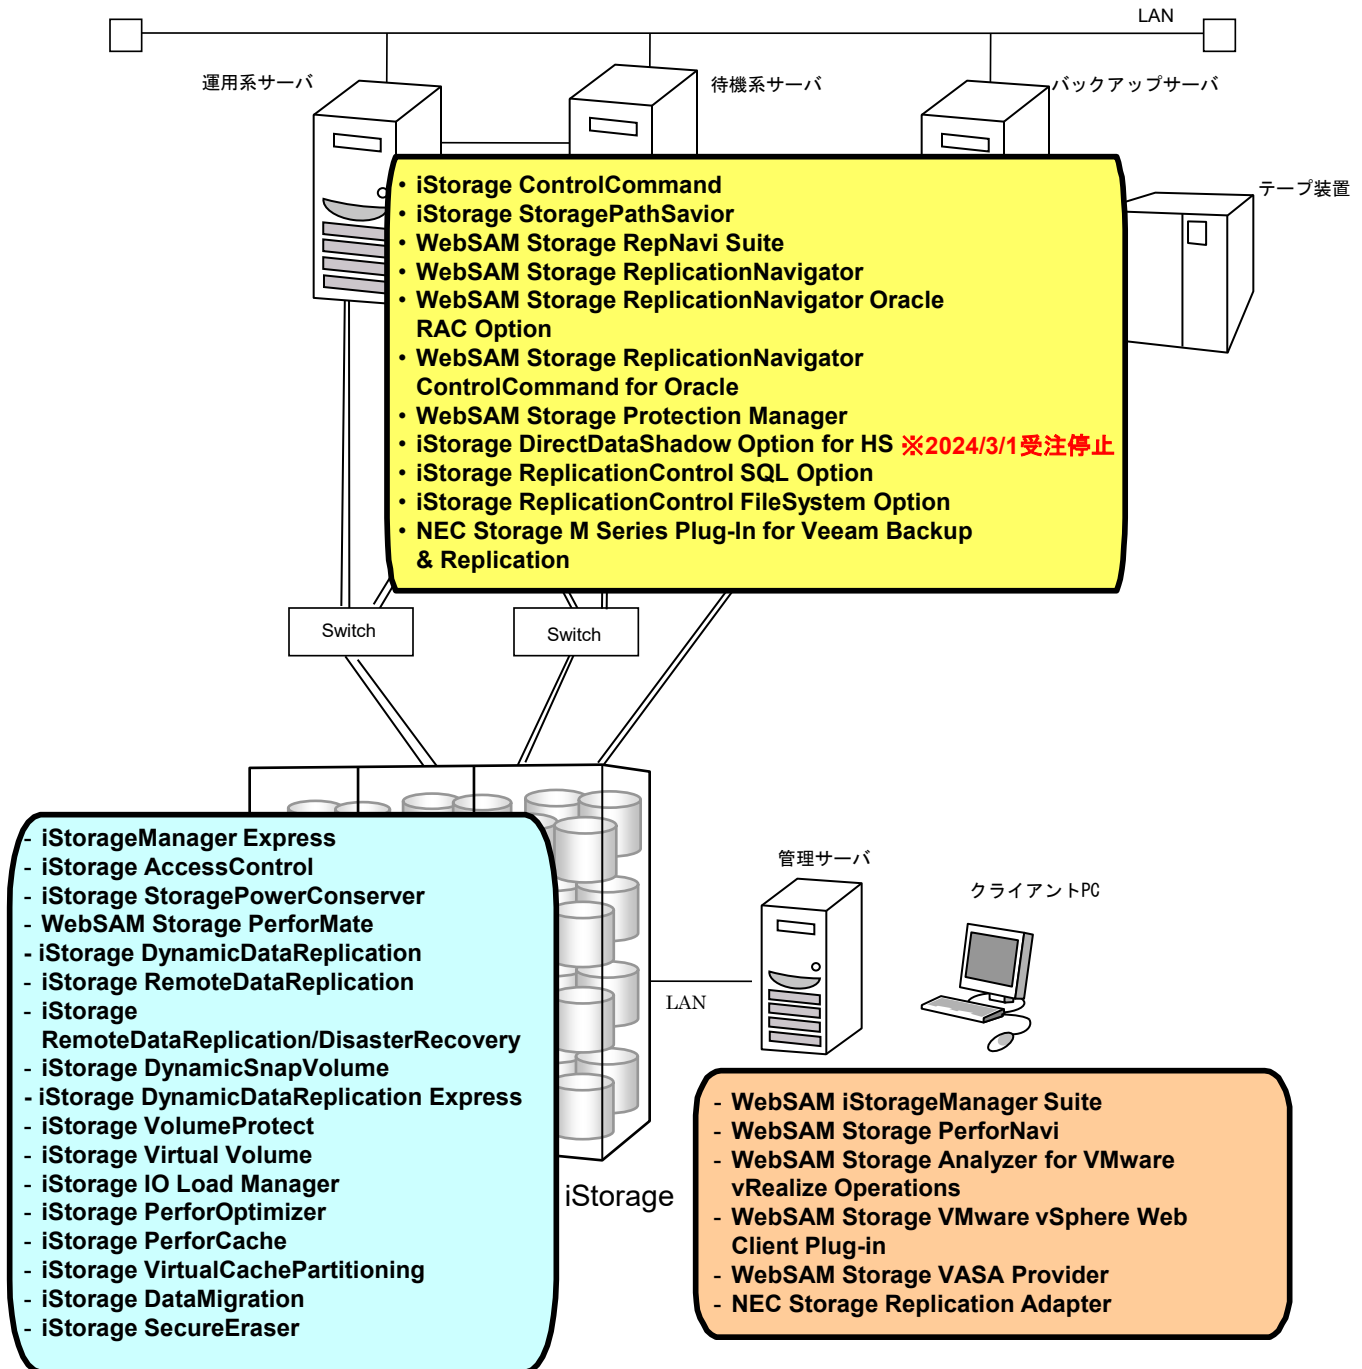 LAN
運用系サーバ
待機系サーバ
バックアップサーバ
テープ装置
・iStorage ControlCommand
・iStorage StoragePathSavior
・WebSAM Storage RepNavi Suite
・WebSAM Storage ReplicationNavigator
・WebSAM Storage ReplicationNavigator Oracle
RAC Option
・WebSAM Storage ReplicationNavigator
ControlCommand for Oracle
・WebSAM Storage Protection Manager
・iStorage DirectDataShadow Option for HS ※2024/3/1受注停止
・iStorage ReplicationControl SQL Option
・iStorage ReplicationControl FileSystem Option
・NEC Storage M Series Plug-In for Veeam Backup
& Replication
Switch
Switch
- iStorageManager Express
- iStorage AccessControl
- iStorage StoragePowerConserver
- WebSAM Storage PerforMate
- iStorage DynamicDataReplication
- iStorage RemoteDataReplication
- iStorage
RemoteDataReplication/DisasterRecovery
- iStorage DynamicSnapVolume
- iStorage DynamicDataReplication Express
- iStorage VolumeProtect
- iStorage Virtual Volume
- iStorage IO Load Manager
- iStorage PerforOptimizer
- iStorage PerforCache
- iStorage VirtualCachePartitioning
- iStorage DataMigration
- iStorage SecureEraser
iStorage
LAN
管理サーバ
クライアントPC
- WebSAM iStorageManager Suite
- WebSAM Storage PerforNavi
- WebSAM Storage Analyzer for VMware
vRealize Operations
- WebSAM Storage VMware vSphere Web
Client Plug-in
- WebSAM Storage VASA Provider
- NEC Storage Replication Adapter